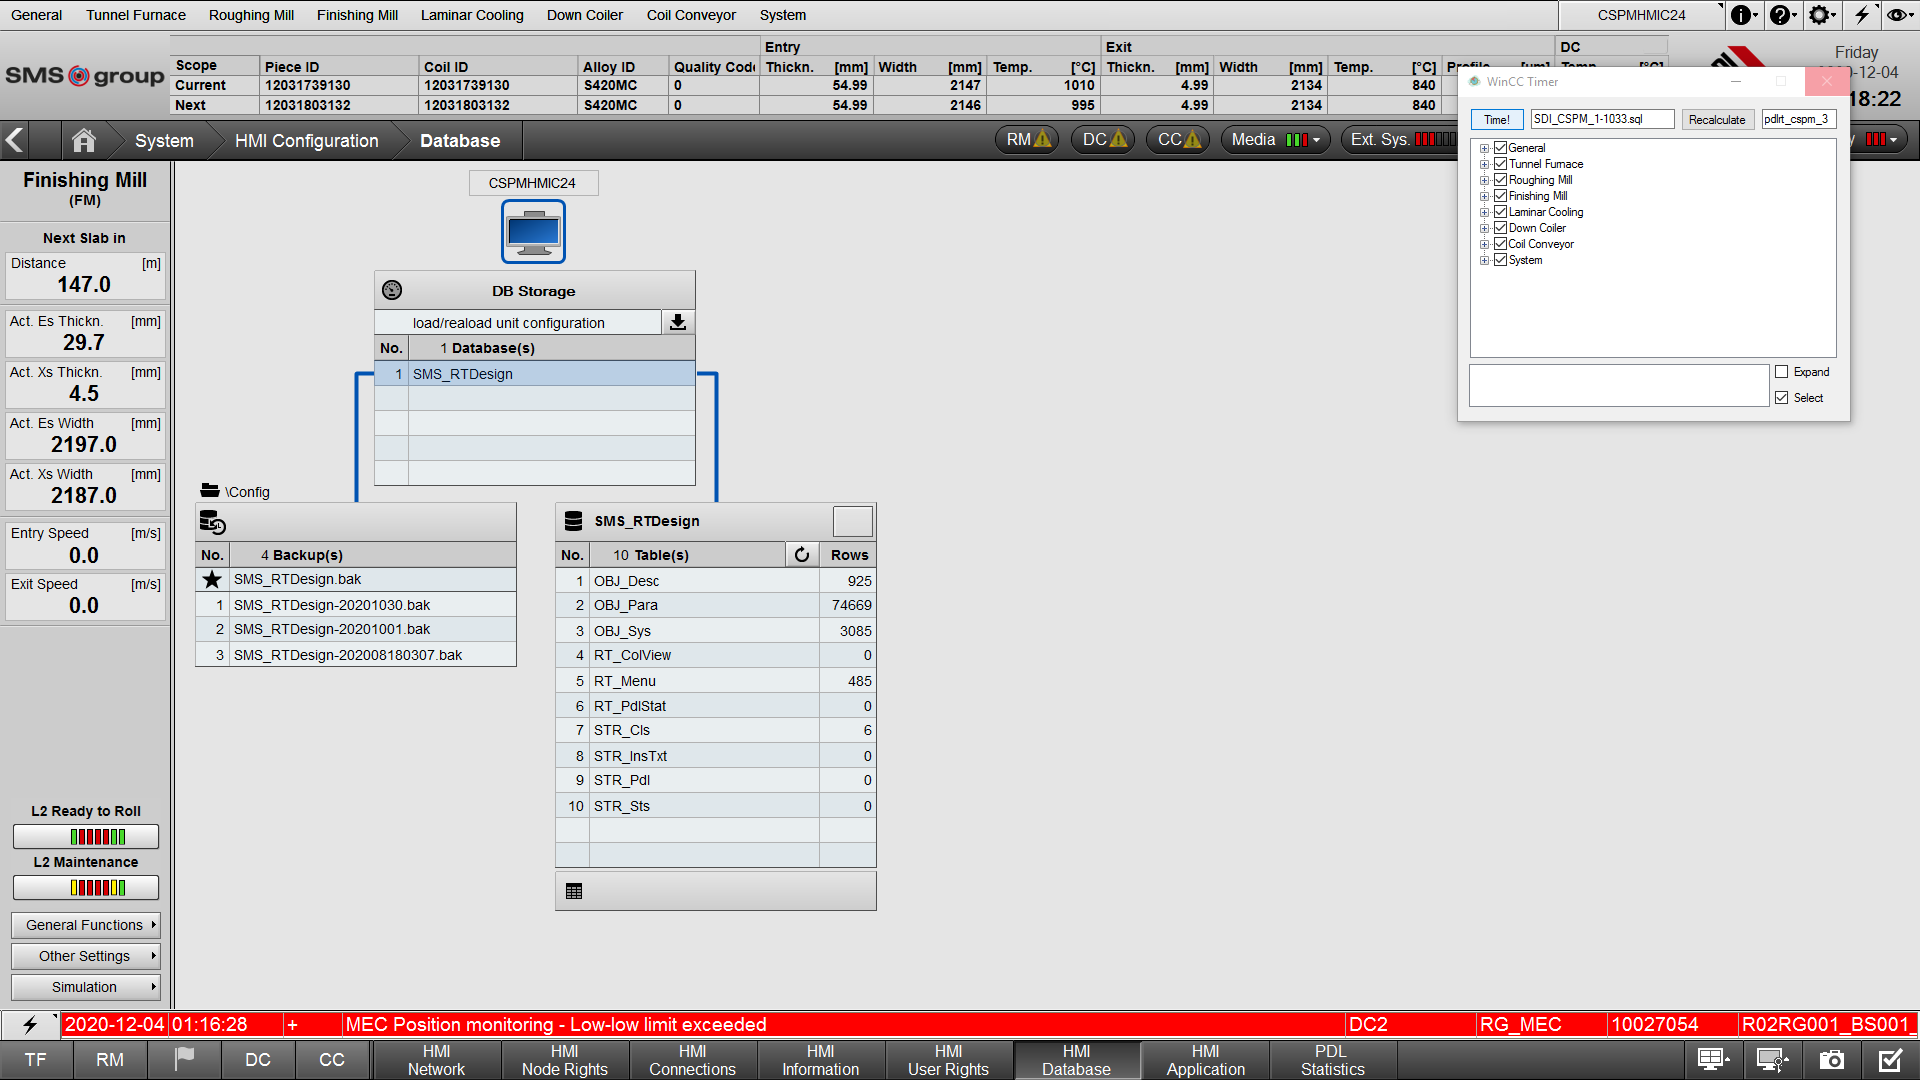 General Tunnel Furnace Roughing Mill Finishing Mill Laminar Cooling Down Coiler Coil Conveyor System CSPMHMIC24
SMS group
Entry Exit DC
Scope Piece ID Coil ID Alloy ID Quality Code Thickn. [mm] Width [mm] Temp. [°C] Thickn. [mm] Width [mm] Temp. [°C]
Current 12031739130 12031739130 S420MC 0 54.99 2147 1010 4.99 2134 840
Next 12031803132 12031803132 S420MC 0 54.99 2146 995 4.99 2134 840
Friday
-12-04
18:22
System HMI Configuration Database RM DC CC Media Ext. Sys.
WinCC Timer
Time! SDI_CSPM_1-1033.sql Recalculate pdlrt_cspm_3
General
Tunnel Furnace
Roughing Mill
Finishing Mill
Laminar Cooling
Down Coiler
Coil Conveyor
System
Expand
Select
Finishing Mill
(FM)
Next Slab in
Distance [m]
147.0
Act. Es Thickn. [mm]
29.7
Act. Xs Thickn. [mm]
4.5
Act. Es Width [mm]
2197.0
Act. Xs Width [mm]
2187.0
Entry Speed [m/s]
0.0
Exit Speed [m/s]
0.0
L2 Ready to Roll
L2 Maintenance
General Functions
Other Settings
Simulation
CSPMHMIC24
DB Storage
load/reaload unit configuration
No. 1 Database(s)
1 SMS_RTDesign
\Config
No. 4 Backup(s)
SMS_RTDesign.bak
1 SMS_RTDesign-20201030.bak
2 SMS_RTDesign-20201001.bak
3 SMS_RTDesign-202008180307.bak
SMS_RTDesign
No. 10 Table(s) Rows
1 OBJ_Desc 925
2 OBJ_Para 74669
3 OBJ_Sys 3085
4 RT_ColView 0
5 RT_Menu 485
6 RT_PdlStat 0
7 STR_Cls 6
8 STR_InsTxt 0
9 STR_Pdl 0
10 STR_Sts 0
2020-12-04 01:16:28 + MEC Position monitoring - Low-low limit exceeded DC2 RG_MEC 10027054 R02RG001_BS001_
TF RM DC CC
HMI Network
HMI Node Rights
HMI Connections
HMI Information
HMI User Rights
HMI Database
HMI Application
PDL Statistics